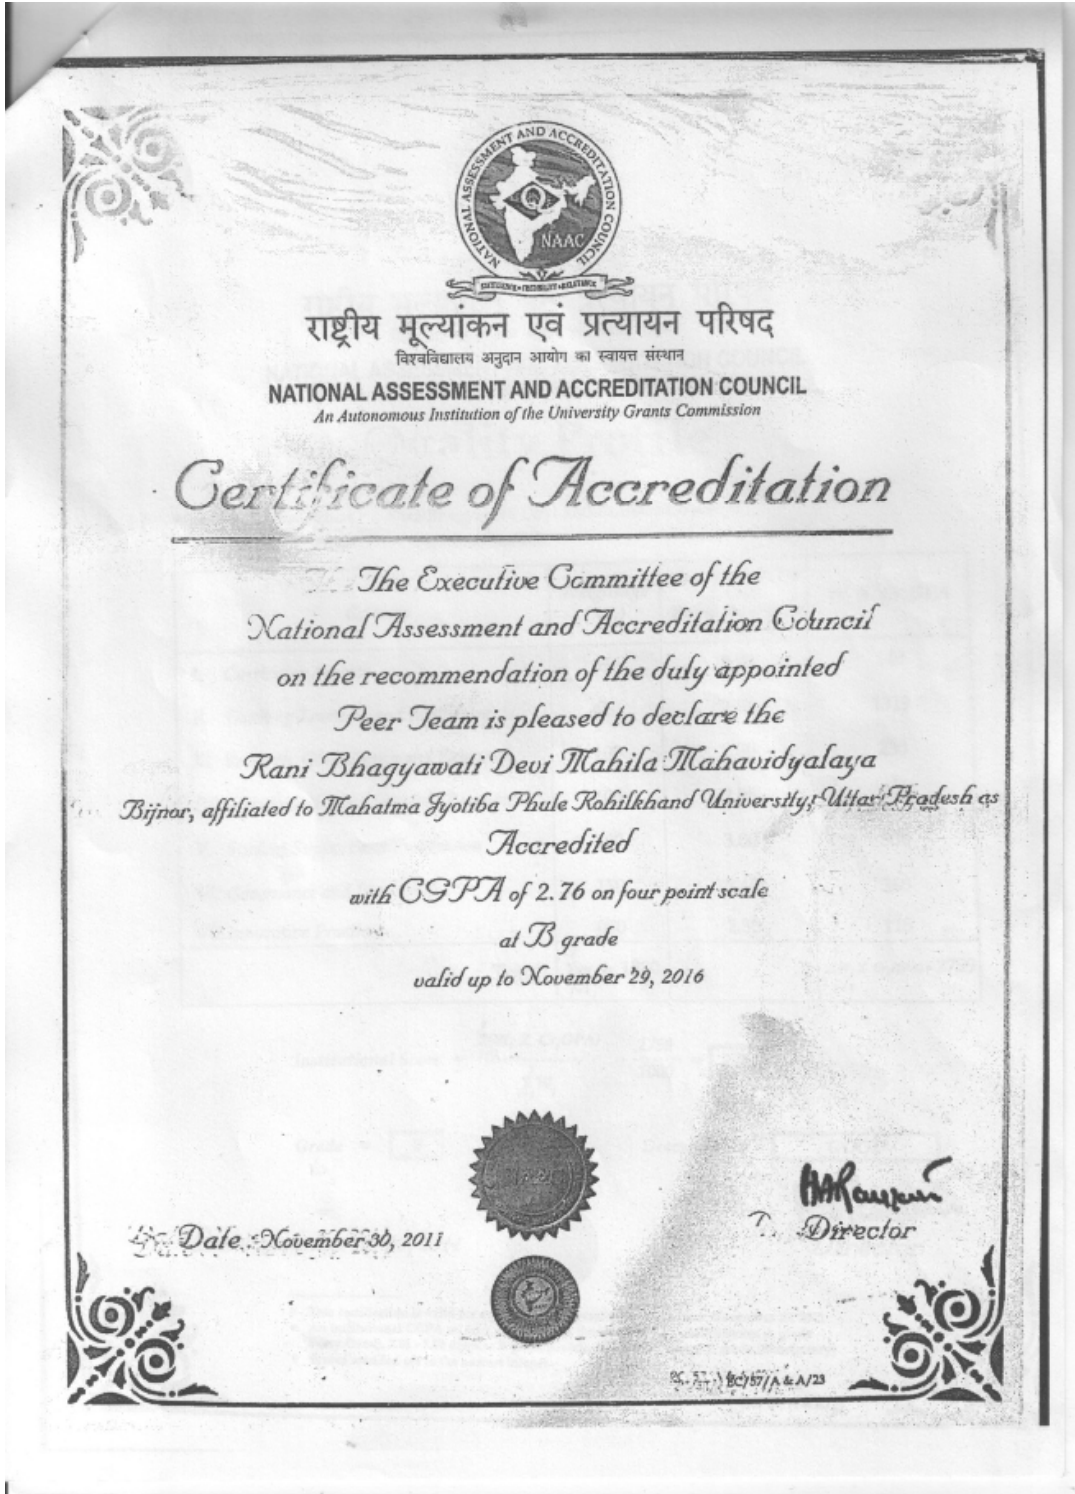 NATIONAL ASSESSMENT AND ACCREDITATION COUNCIL
NAAC
राष्ट्रीय मूल्यांकन एवं प्रत्यायन परिषद
विश्वविद्यालय अनुदान आयोग का स्वायत्त संस्थान
NATIONAL ASSESSMENT AND ACCREDITATION COUNCIL
An Autonomous Institution of the University Grants Commission
Certificate of Accreditation
The Executive Committee of the
National Assessment and Accreditation Council
on the recommendation of the duly appointed
Peer Team is pleased to declare the
Rani Bhagyawati Devi Mahila Mahavidyalaya
Bijnor, affiliated to Mahatma Jyotiba Phule Rohilkhand University, Uttar Pradesh as
Accredited
with CGPA of 2.76 on four point scale
at B grade
valid up to November 29, 2016
Date : November 30, 2011
Director
EC/57/A & A/23